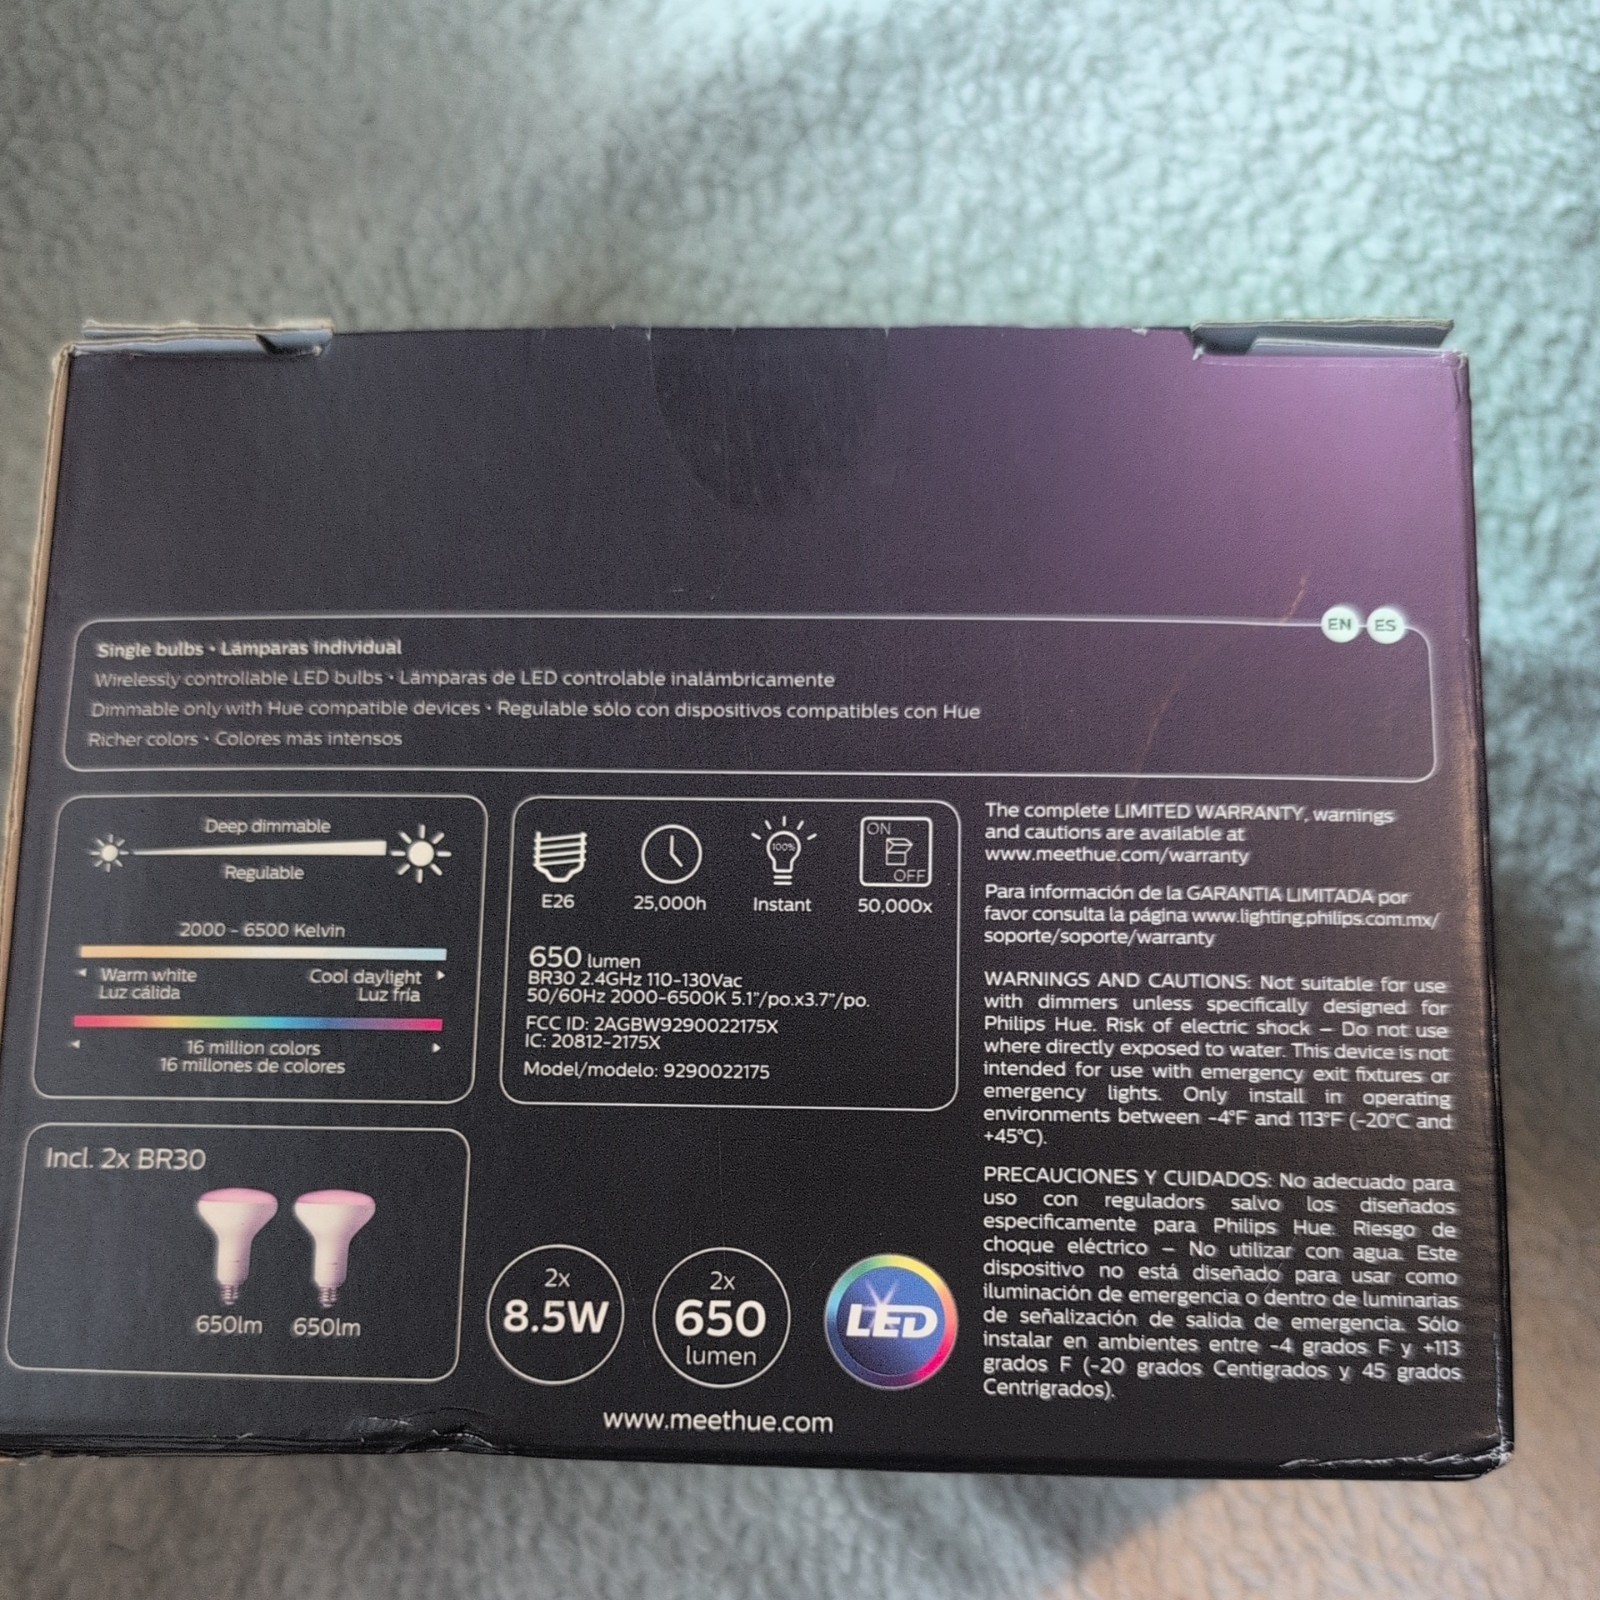 EN ES
Single bulbs • Lámparas individual
Wirelessly controllable LED bulbs • Lámparas de LED controlable inalámbricamente
Dimmable only with Hue compatible devices • Regulable sólo con dispositivos compatibles con Hue
Richer colors • Colores más intensos
Deep dimmable
Regulable
2000 - 6500 Kelvin
Warm white Cool daylight
Luz cálida Luz fría
16 million colors
16 millones de colores
100%
ON
OFF
E26 25,000h Instant 50,000x
650 lumen
BR30 2.4GHz 110-130Vac
50/60Hz 2000-6500K 5.1"/po.x3.7"/po.
FCC ID: 2AGBW9290022175X
IC: 20812-2175X
Model/modelo: 9290022175
The complete LIMITED WARRANTY, warnings
and cautions are available at
www.meethue.com/warranty
Para información de la GARANTIA LIMITADA por
favor consulta la página www.lighting.philips.com.mx/
soporte/soporte/warranty
WARNINGS AND CAUTIONS: Not suitable for use
with dimmers unless specifically designed for
Philips Hue. Risk of electric shock – Do not use
where directly exposed to water. This device is not
intended for use with emergency exit fixtures or
emergency lights. Only install in operating
environments between -4°F and 113°F (-20°C and
+45°C).
PRECAUCIONES Y CUIDADOS: No adecuado para
uso con reguladors salvo los diseñados
especificamente para Philips Hue. Riesgo de
choque eléctrico – No utilizar con agua. Este
dispositivo no está diseñado para usar como
iluminación de emergencia o dentro de luminarias
de señalización de salida de emergencia. Sólo
instalar en ambientes entre -4 grados F y +113
grados F (-20 grados Centigrados y 45 grados
Centrigrados).
Incl. 2x BR30
650lm 650lm
2x
8.5W
2x
650
lumen
LED
www.meethue.com